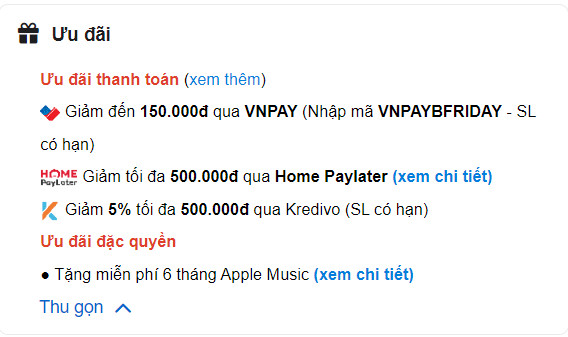 Ưu đãi
Ưu đãi thanh toán (xem thêm)
Giảm đến 150.000đ qua VNPAY (Nhập mã VNPAYBFRIDAY - SL
có hạn)
HOME PayLater Giảm tối đa 500.000đ qua Home Paylater (xem chi tiết)
Giảm 5% tối đa 500.000đ qua Kredivo (SL có hạn)
Ưu đãi đặc quyền
● Tặng miễn phí 6 tháng Apple Music (xem chi tiết)
Thu gọn